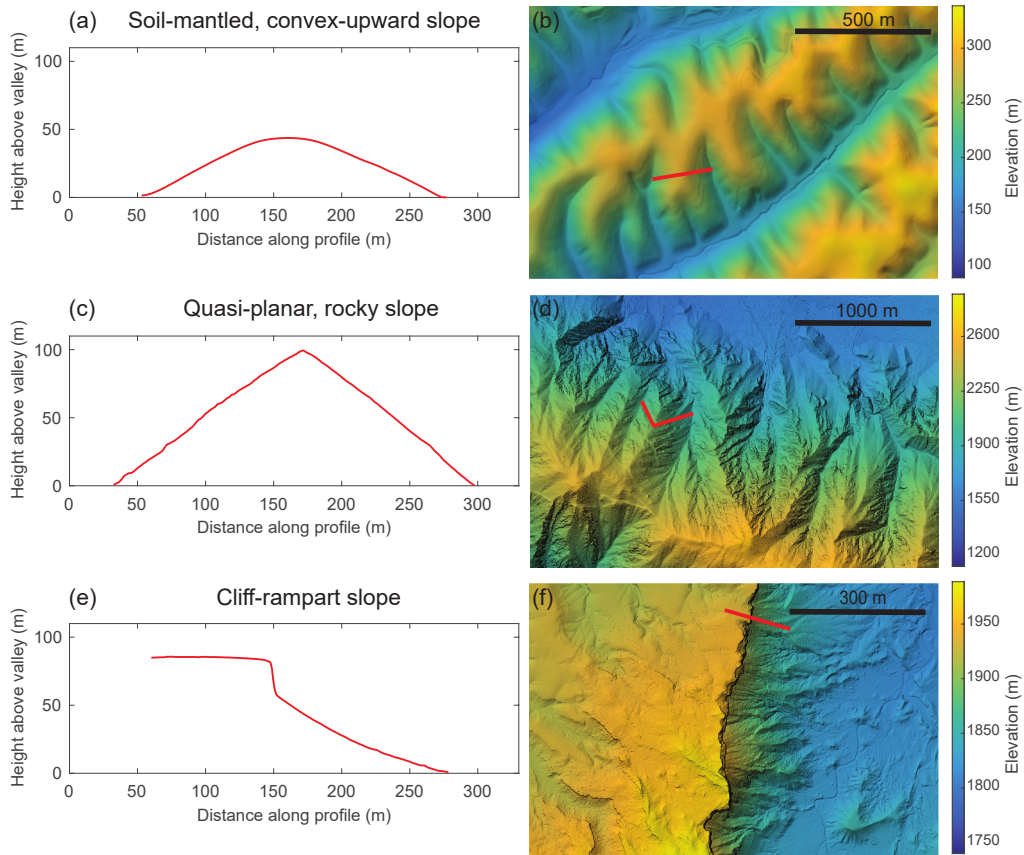 (a) Soil-mantled, convex-upward slope
Height above valley (m)
100
50
0
0 50 100 150 200 250 300
Distance along profile (m)
(b)
500 m
300
250
200
150
100
Elevation (m)
(c) Quasi-planar, rocky slope
Height above valley (m)
100
50
0
0 50 100 150 200 250 300
Distance along profile (m)
(d)
1000 m
2600
2250
1900
1550
1200
Elevation (m)
(e) Cliff-rampart slope
Height above valley (m)
100
50
0
0 50 100 150 200 250 300
Distance along profile (m)
(f)
300 m
1950
1900
1850
1800
1750
Elevation (m)